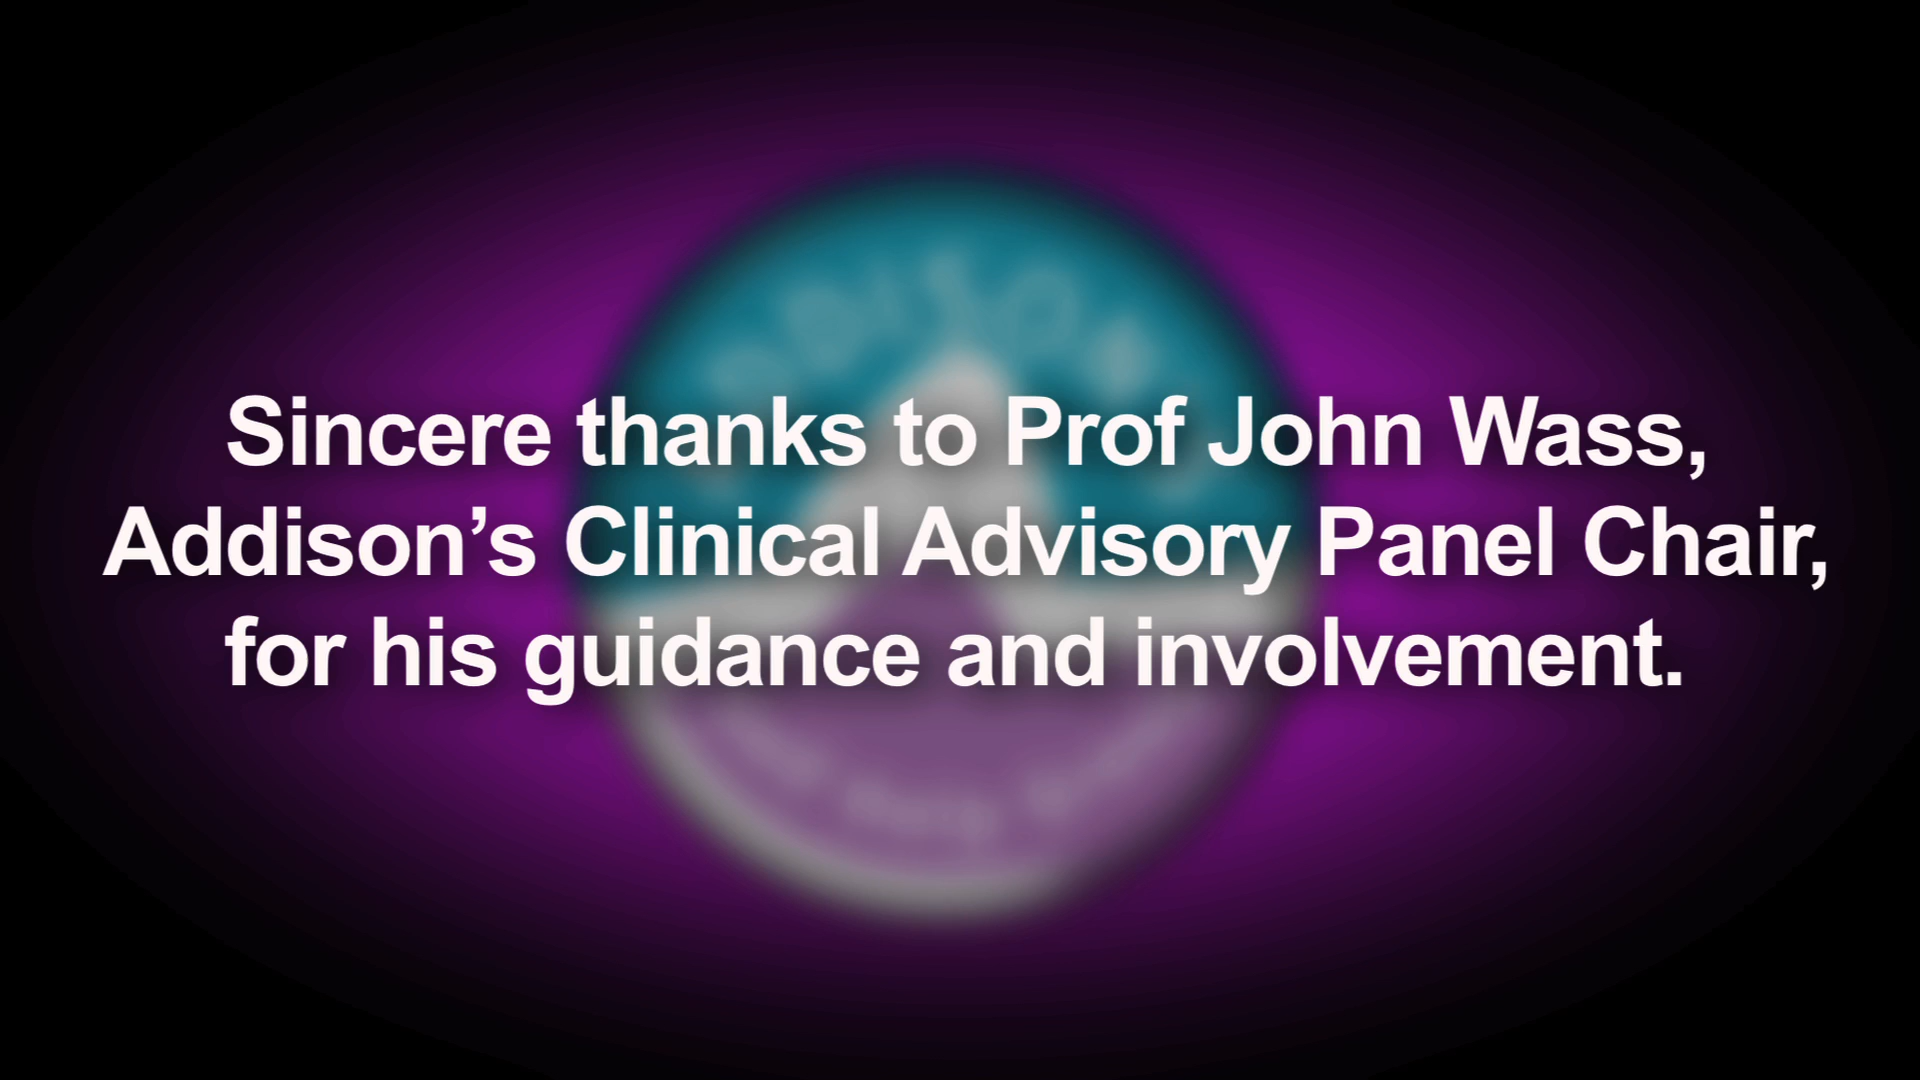 Sincere thanks to Prof John Wass,
Addison’s Clinical Advisory Panel Chair,
for his guidance and involvement.